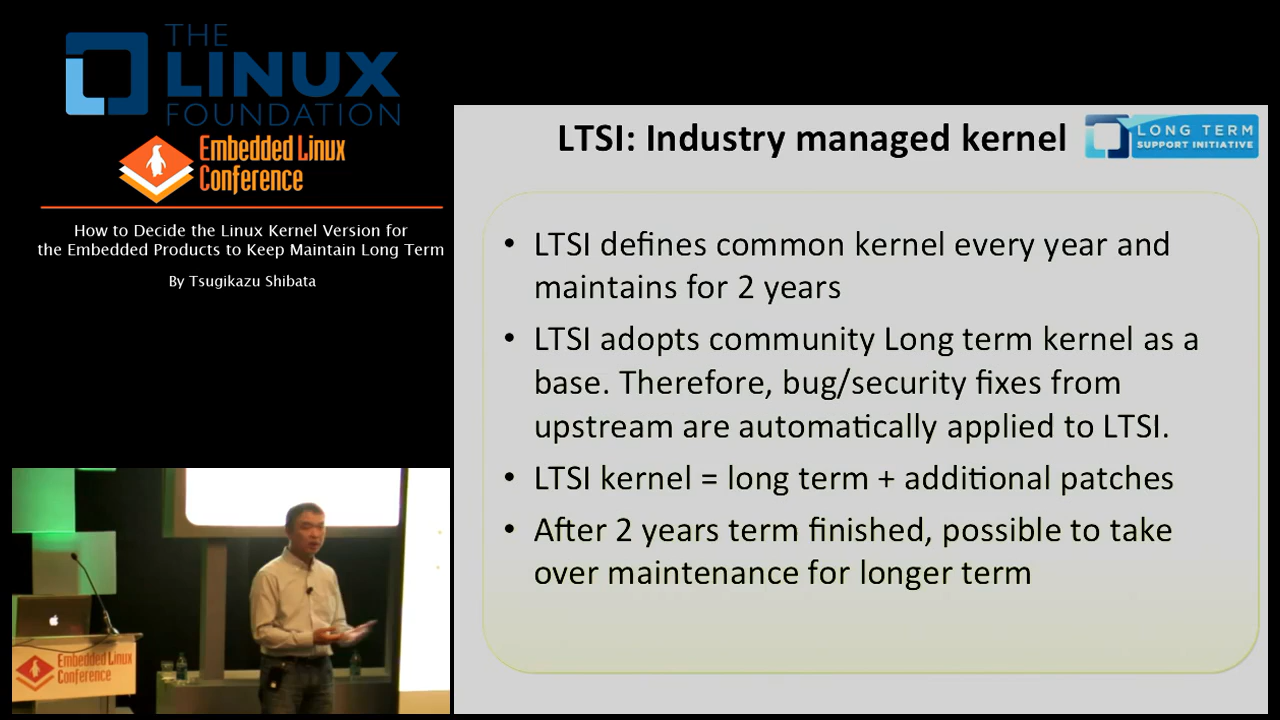 THE
LINUX
FOUNDATION
Embedded Linux
Conference
How to Decide the Linux Kernel Version for
the Embedded Products to Keep Maintain Long Term
By Tsugikazu Shibata
LTSI: Industry managed kernel
LONG TERM
SUPPORT INITIATIVE
• LTSI defines common kernel every year and
maintains for 2 years
• LTSI adopts community Long term kernel as a
base. Therefore, bug/security fixes from
upstream are automatically applied to LTSI.
• LTSI kernel = long term + additional patches
• After 2 years term finished, possible to take
over maintenance for longer term
Embedded Linux
Conference